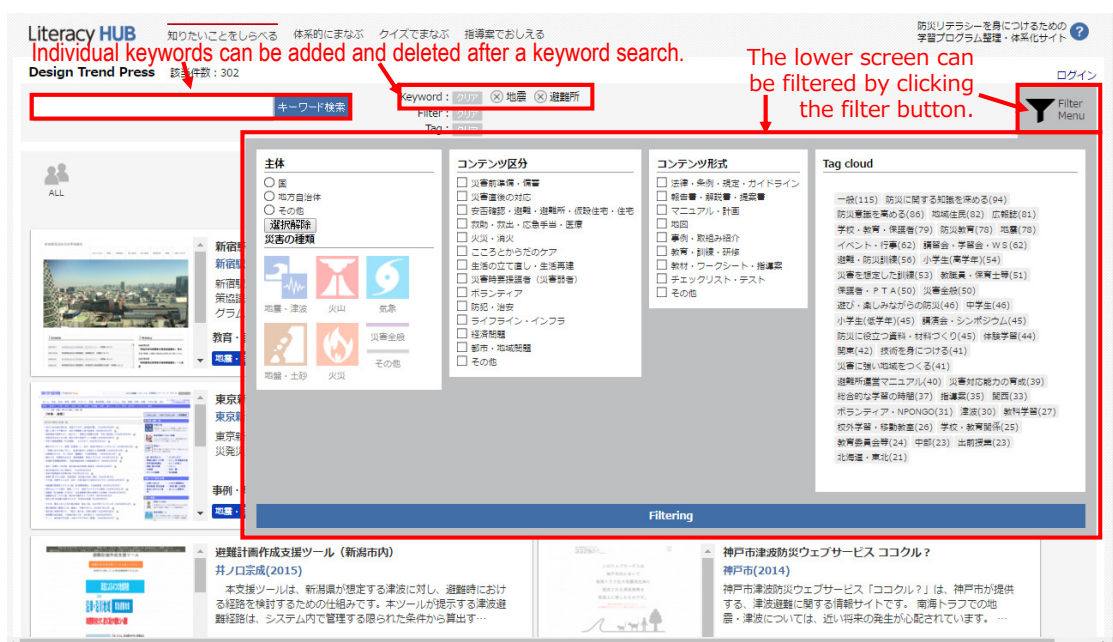 Literacy HUB
知りたいことをしらべる 体系的にまなぶ クイズでまなぶ 指導案でおしえる
防災リテラシーを身につけるための
学習プログラム整理・体系化サイト ?
Individual keywords can be added and deleted after a keyword search.
The lower screen can
be filtered by clicking
the filter button.
Design Trend Press 該当件数：302
ログイン
キーワード検索
Keyword： クリア 地震 避難所
Filter： クリア
Tag： クリア
Filter
Menu
ALL
主体
国
地方自治体
その他
選択解除
災害の種類
地震・津波 火山 気象
地盤・土砂 火災
災害全般
その他
コンテンツ区分
災害前準備・備蓄
災害直後の対応
安否確認・避難・避難所・仮設住宅・住宅
救助・救出・応急手当・医療
火災・消火
こころとからだのケア
生活の立て直し・生活再建
災害時要援護者（災害弱者）
ボランティア
防犯・治安
ライフライン・インフラ
経済問題
都市・地域問題
その他
コンテンツ形式
法律・条例・規定・ガイドライン
報告書・解説書・提案書
マニュアル・計画
地図
事例・取組み紹介
教育・訓練・研修
教材・ワークシート・指導案
チェックリスト・テスト
その他
Tag cloud
一般(115) 防災に関する知識を深める(94)
防災意識を高める(86) 地域住民(82) 広報誌(81)
学校・教育・保護者(79) 防災教育(78) 地震(78)
イベント・行事(62) 講習会・学習会・ＷＳ(62)
避難・防災訓練(56) 小学生(高学年)(54)
災害を想定した訓練(53) 教職員・保育士等(51)
保護者・ＰＴＡ(50) 災害全般(50)
遊び・楽しみながらの防災(46) 中学生(46)
小学生(低学年)(45) 講演会・シンポジウム(45)
防災に役立つ資料・材料づくり(45) 体験学習(44)
関東(42) 技術を身につける(41)
災害に強い地域をつくる(41)
避難所運営マニュアル(40) 災害対応能力の育成(39)
総合的な学習の時間(37) 指導案(35) 関西(33)
ボランティア・NPONGO(31) 津波(30) 教科学習(27)
校外学習・移動教室(26) 学校・教育関係(25)
教育委員会等(24) 中部(23) 出前授業(23)
北海道・東北(21)
Filtering
新宿駅
新宿駅
新宿駅
策協議
グラム
教育・
地震・
東京新
東京新
東京新
災発災
事例・
地震・
避難計画作成支援ツール（新潟市内）
井ノ口宗成(2015)
本支援ツールは、新潟県が想定する津波に対し、避難時におけ
る経路を検討するための仕組みです。本ツールが提示する津波避
難経路は、システム内で管理する限られた条件から算出す…
神戸市津波防災ウェブサービス ココクル？
神戸市(2014)
神戸市津波防災ウェブサービス「ココクル？」は、神戸市が提供
する、津波避難に関する情報サイトです。 南海トラフでの地
震・津波については、近い将来の発生が心配されています。 …